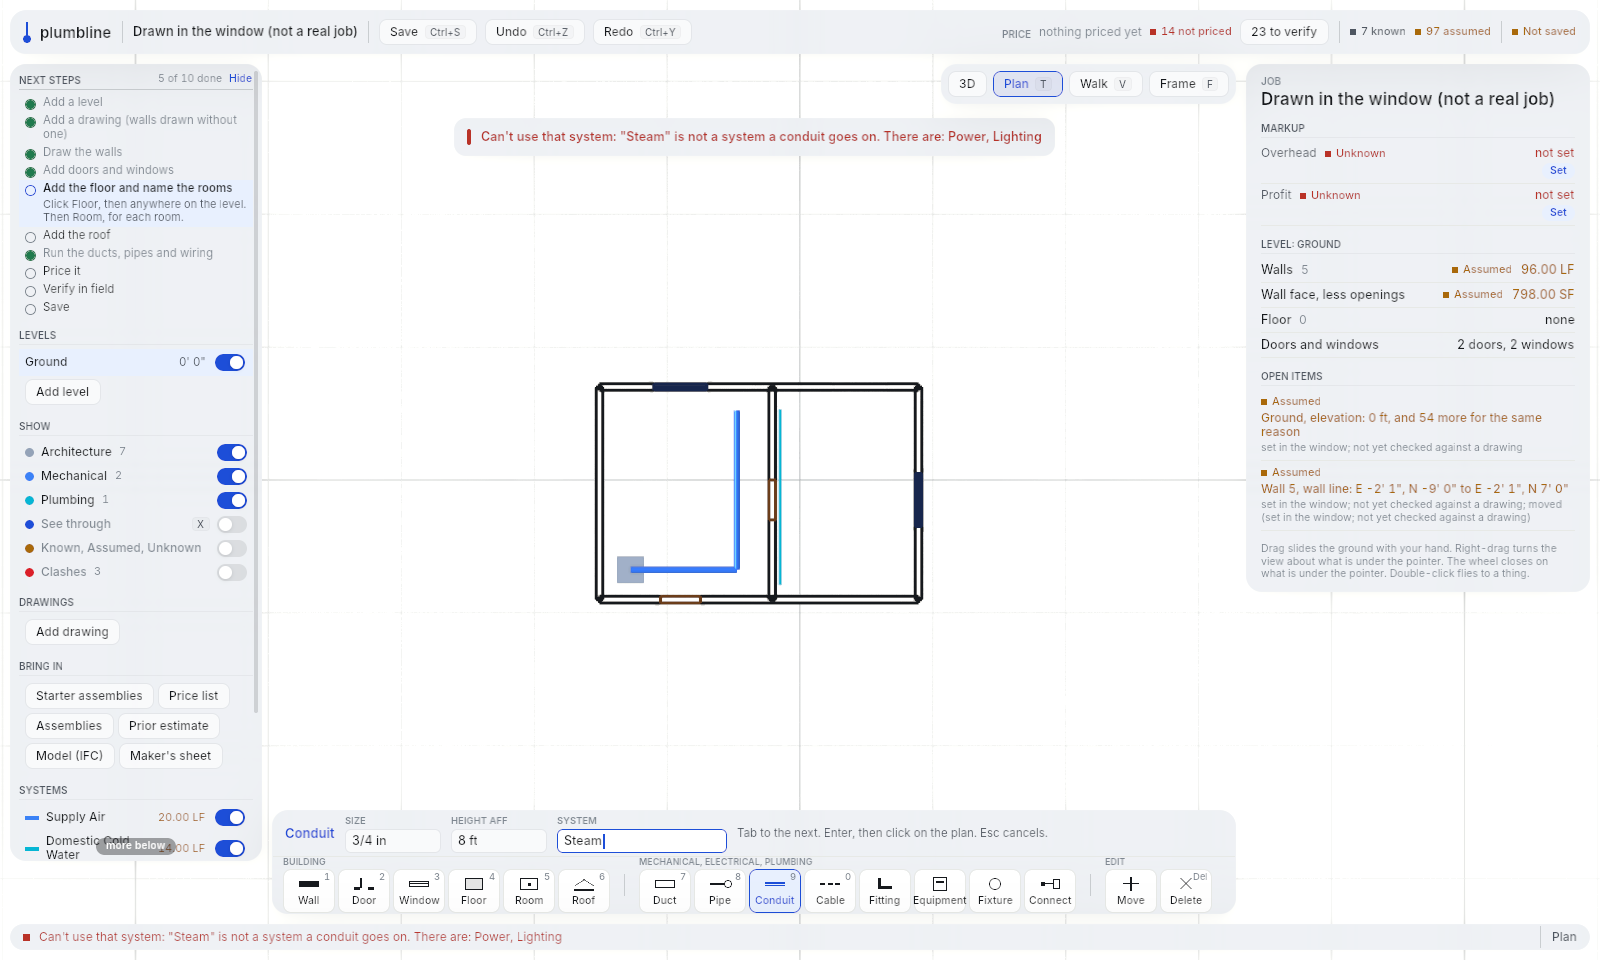 plumbline
Drawn in the window (not a real job)
Save Ctrl+S
Undo Ctrl+Z
Redo Ctrl+Y
PRICE nothing priced yet
14 not priced
23 to verify
7 known
97 assumed
Not saved
NEXT STEPS 5 of 10 done Hide
Add a level
Add a drawing (walls drawn without
one)
Draw the walls
Add doors and windows
Add the floor and name the rooms
Click Floor, then anywhere on the level.
Then Room, for each room.
Add the roof
Run the ducts, pipes and wiring
Price it
Verify in field
Save
LEVELS
Ground 0' 0"
Add level
SHOW
Architecture 7
Mechanical 2
Plumbing 1
See through X
Known, Assumed, Unknown
Clashes 3
DRAWINGS
Add drawing
BRING IN
Starter assemblies Price list
Assemblies Prior estimate
Model (IFC) Maker's sheet
SYSTEMS
Supply Air 20.00 LF
Domestic Cold
Water 14.00 LF
more below
3D
Plan T
Walk V
Frame F
Can't use that system: "Steam" is not a system a conduit goes on. There are: Power, Lighting
JOB
Drawn in the window (not a real job)
MARKUP
Overhead Unknown not set
Set
Profit Unknown not set
Set
LEVEL: GROUND
Walls 5 Assumed 96.00 LF
Wall face, less openings Assumed 798.00 SF
Floor 0 none
Doors and windows 2 doors, 2 windows
OPEN ITEMS
Assumed
Ground, elevation: 0 ft, and 54 more for the same
reason
set in the window; not yet checked against a drawing
Assumed
Wall 5, wall line: E -2' 1", N -9' 0" to E -2' 1", N 7' 0"
set in the window; not yet checked against a drawing; moved
(set in the window; not yet checked against a drawing)
Drag slides the ground with your hand. Right-drag turns the
view about what is under the pointer. The wheel closes on
what is under the pointer. Double-click flies to a thing.
Conduit
SIZE
3/4 in
HEIGHT AFF
8 ft
SYSTEM
Steam
Tab to the next. Enter, then click on the plan. Esc cancels.
BUILDING
Wall 1
Door 2
Window 3
Floor 4
Room 5
Roof 6
MECHANICAL, ELECTRICAL, PLUMBING
Duct 7
Pipe 8
Conduit 9
Cable 0
Fitting
Equipment
Fixture
Connect
EDIT
Move
Delete Del
Can't use that system: "Steam" is not a system a conduit goes on. There are: Power, Lighting
Plan